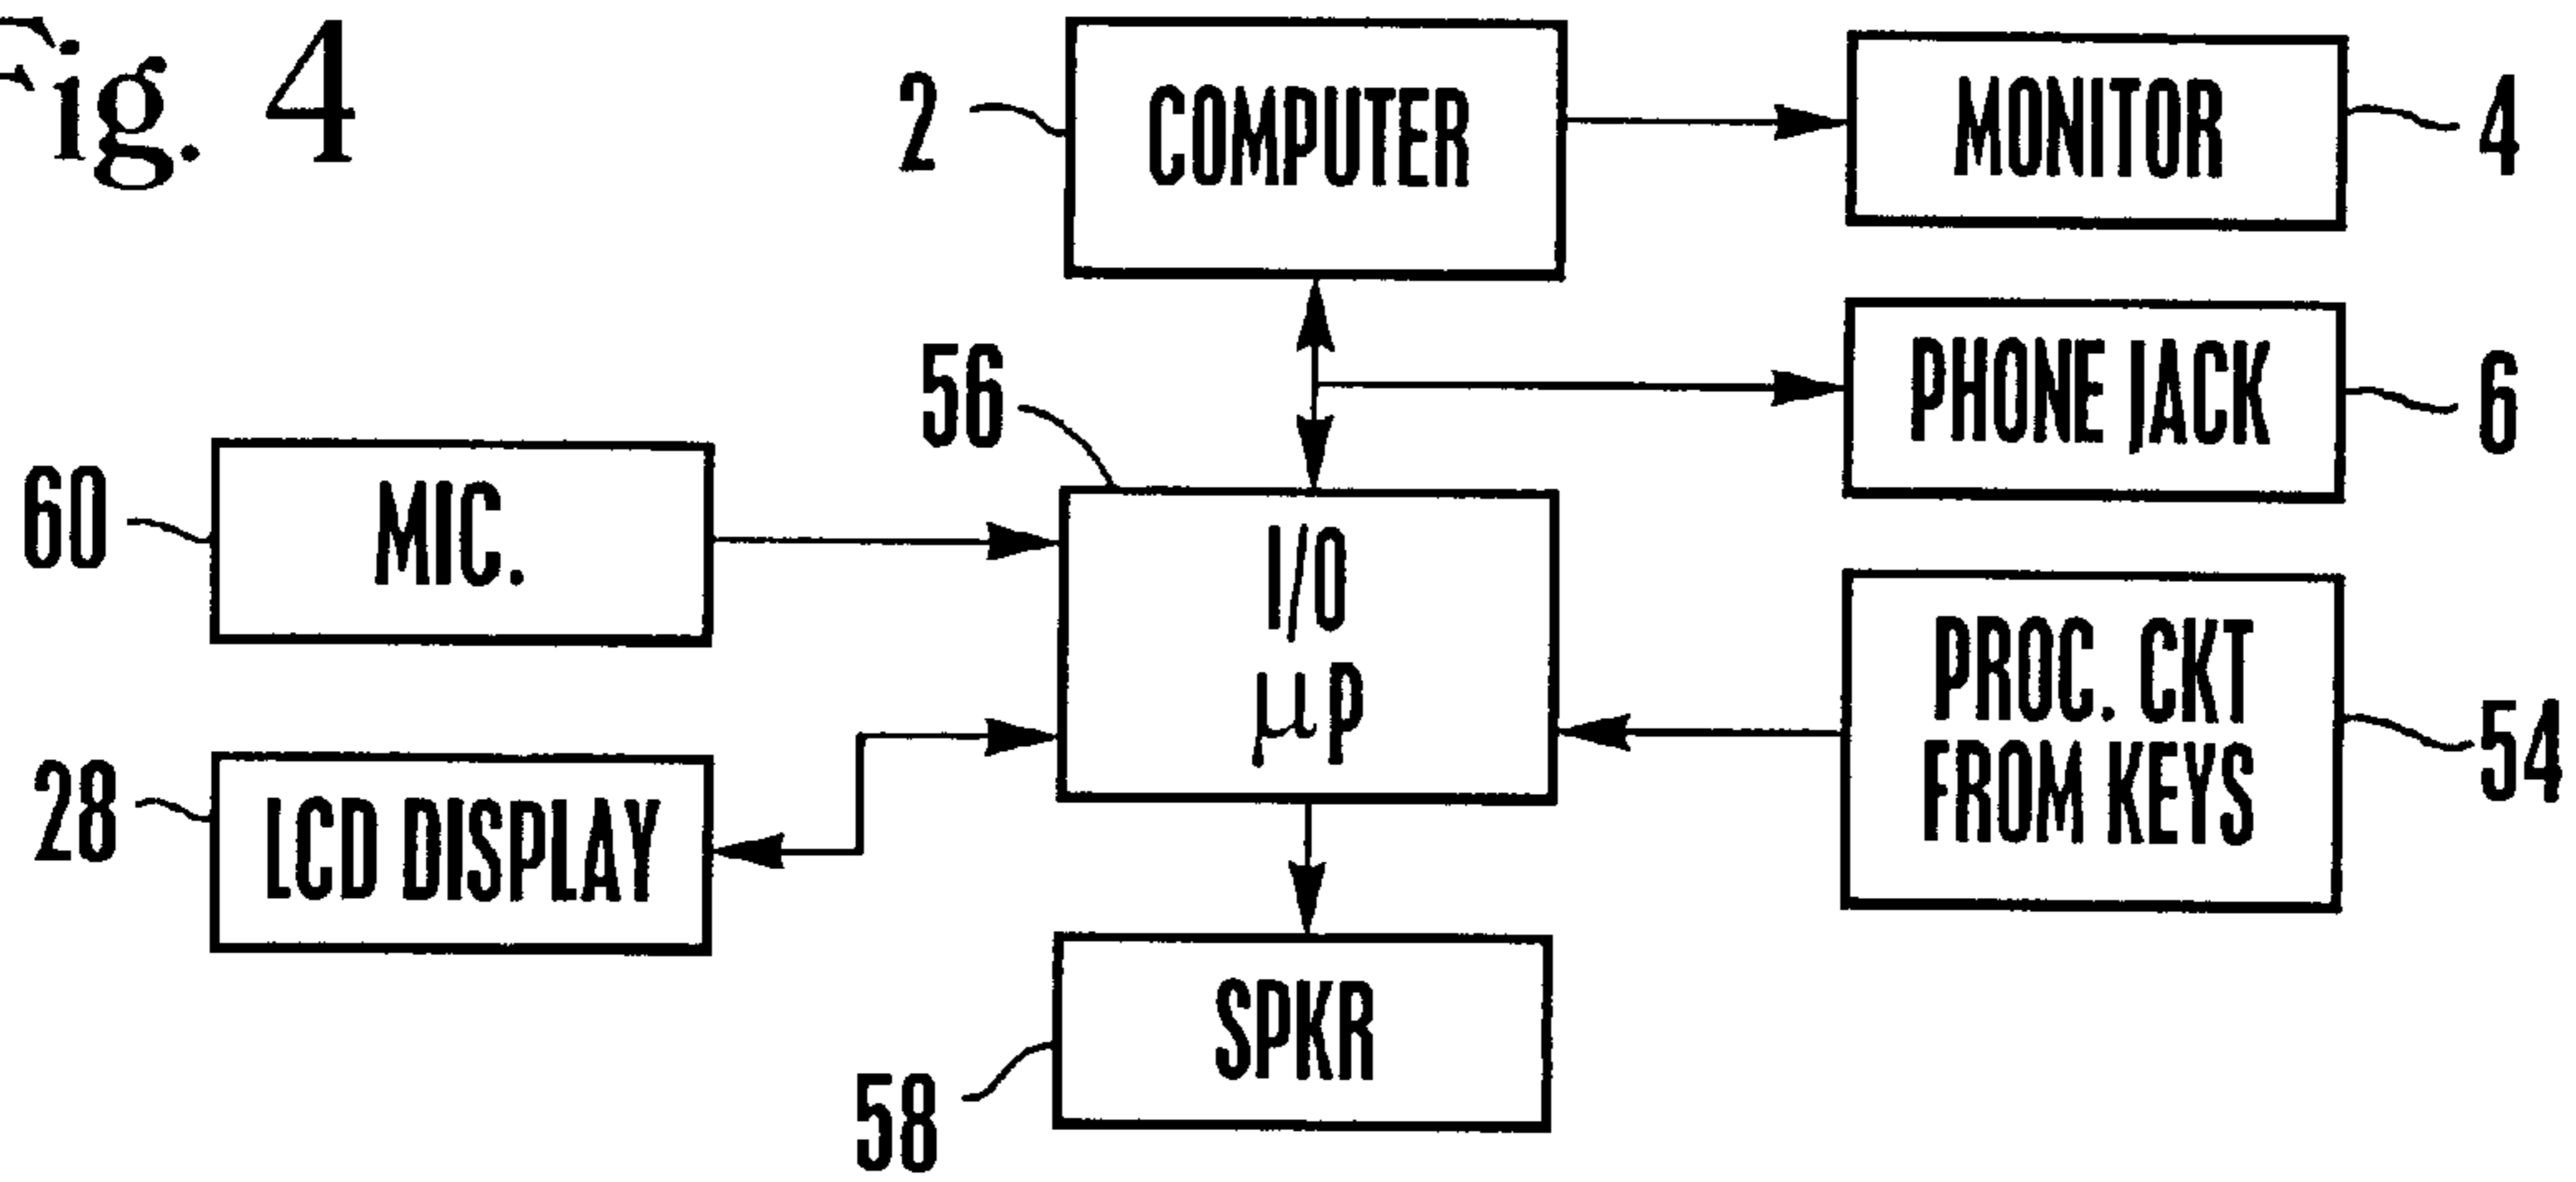 Fig. 4
2
COMPUTER
MONITOR
4
56
PHONE JACK
6
60
MIC.
I/O
μP
PROC. CKT
FROM KEYS
54
28
LCD DISPLAY
SPKR
58